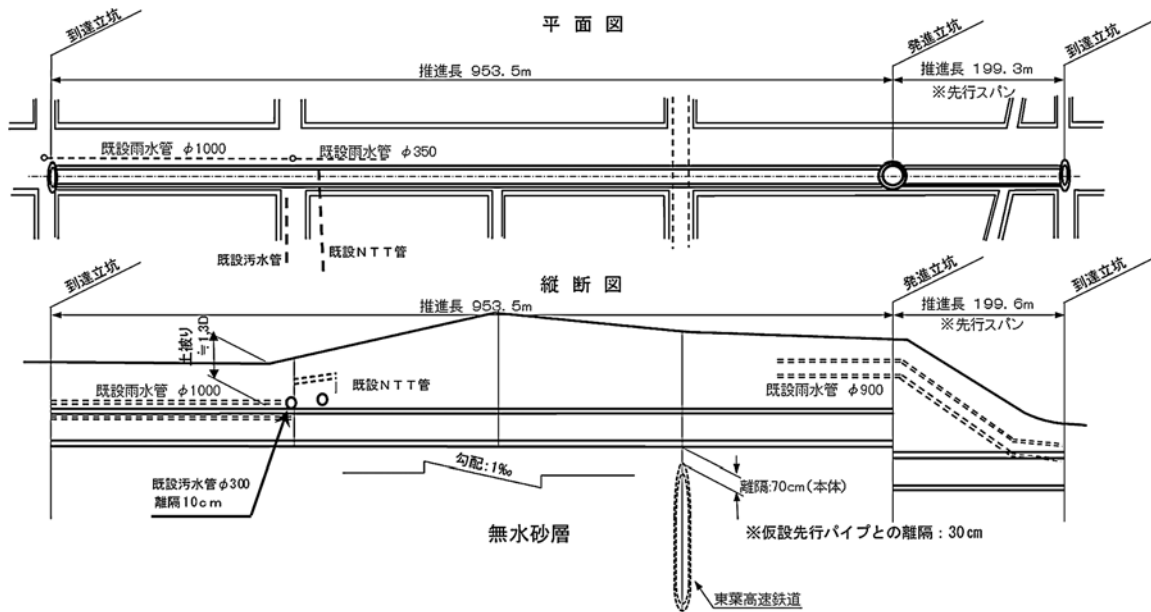 平面図
到達立坑
発進立坑
到達立坑
推進長 953.5m
推進長 199.3m
※先行スパン
既設雨水管 φ1000
既設雨水管 φ350
既設汚水管
既設NTT管
縦断図
到達立坑
発進立坑
到達立坑
推進長 953.5m
推進長 199.6m
※先行スパン
土被り
≒1.3D
既設雨水管 φ1000
既設NTT管
既設雨水管 φ900
既設汚水管φ300
離隔10cm
勾配:1‰
離隔:70cm(本体)
無水砂層
※仮設先行パイプとの離隔:30cm
東葉高速鉄道